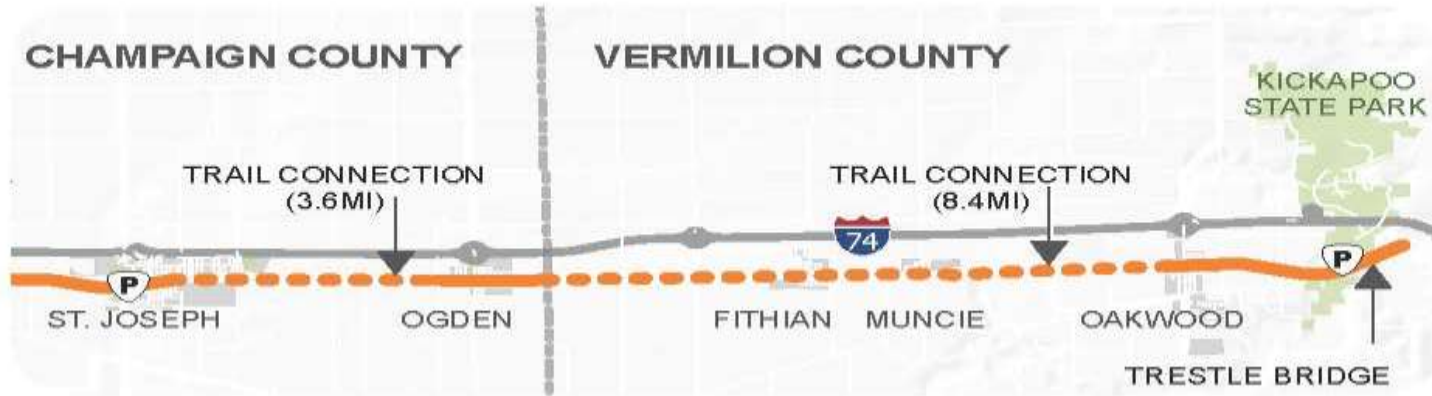 CHAMPAIGN COUNTY
VERMILION COUNTY
KICKAPOO
STATE PARK
TRAIL CONNECTION
(3.6MI)
TRAIL CONNECTION
(8.4MI)
74
P
P
ST. JOSEPH
OGDEN
FITHIAN
MUNCIE
OAKWOOD
TRESTLE BRIDGE